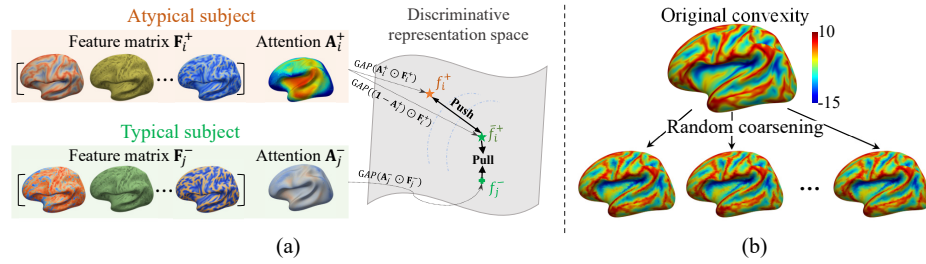 Atypical subject
Feature matrix F_i^+ Attention A_i^+
Typical subject
Feature matrix F_j^- Attention A_j^-
Discriminative
representation space
GAP(A_i^+ ⊙ F_i^+)
GAP((1 − A_i^+) ⊙ F_i^+)
GAP(A_j^- ⊙ F_j^-)
f_i^+
Push
f̄_i^+
Pull
f_j^-
(a)
Original convexity
10
-15
Random coarsening
(b)